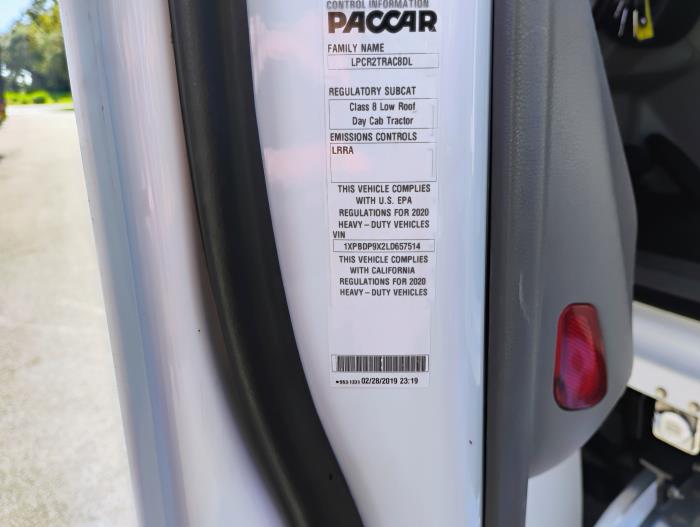 CONTROL INFORMATION
PACCAR
FAMILY NAME
LPCR2TRAC8DL
REGULATORY SUBCAT
Class 8 Low Roof
Day Cab Tractor
EMISSIONS CONTROLS
LRRA
THIS VEHICLE COMPLIES
WITH U.S. EPA
REGULATIONS FOR 2020
HEAVY-DUTY VEHICLES
VIN
1XPBDP9X2LD657514
THIS VEHICLE COMPLIES
WITH CALIFORNIA
REGULATIONS FOR 2020
HEAVY-DUTY VEHICLES
02/28/2019 23:19